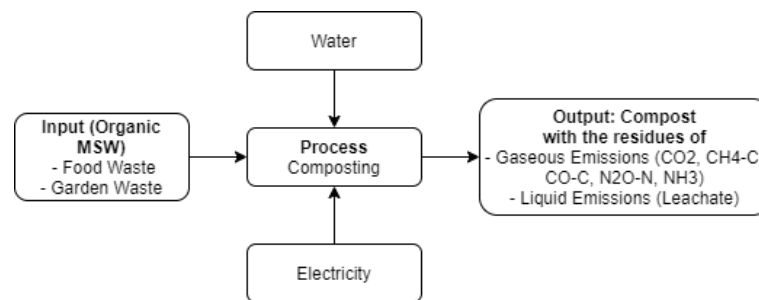 Water
Input (Organic
MSW)
- Food Waste
- Garden Waste
Process
Composting
Output: Compost
with the residues of
- Gaseous Emissions (CO2, CH4-C
CO-C, N2O-N, NH3)
- Liquid Emissions (Leachate)
Electricity